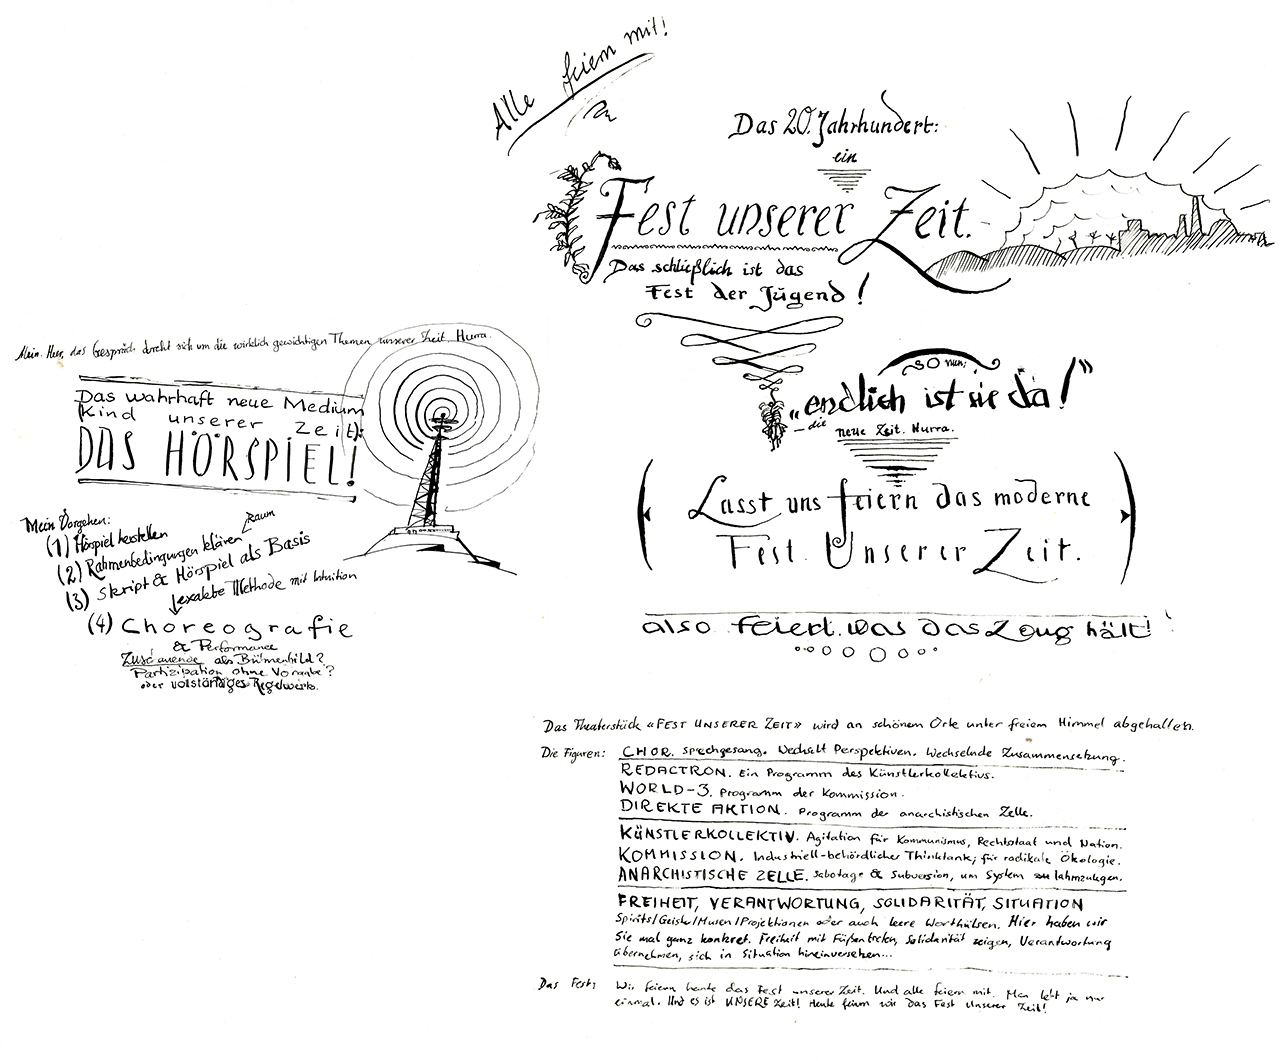 Alle feiern mit!
Das 20. Jahrhundert:
ein
Fest unserer Zeit.
Das schließlich ist das
Fest der Jugend!
so nun:
„endlich ist sie da!”
– die neue Zeit. Hurra.
Lasst uns feiern das moderne
Fest. Unserer Zeit.
also feiert, was das Zeug hält!
Mein Herr, das Gespräch dreht sich um die wirklich gewichtigen Themen unserer Zeit. Hurra.
Das wahrhaft neue Medium
(Kind unserer Zeit):
DAS HÖRSPIEL!
Mein Vorgehen:
(1) Hörspiel herstellen
Raum
(2) Rahmenbedingungen klären
(3) Skript & Hörspiel als Basis
exakte Methode mit Intuition
(4) Choreografie
& Performance
Zuschauende als Bühnenbild?
Partizipation ohne Vorgabe?
oder vollständiges Regelwerk.
Das Theaterstück «FEST UNSERER ZEIT» wird an schönem Orte unter freiem Himmel abgehalten.
Die Figuren: CHOR. Sprechgesang. Wechselt Perspektiven. Wechselnde Zusammensetzung.
REDACTRON. Ein Programm des Künstlerkollektivs.
WORLD-3. Programm der Kommission.
DIREKTE AKTION. Programm der anarchistischen Zelle.
KÜNSTLERKOLLEKTIV. Agitation für Kommunismus, Rechtsstaat und Nation.
KOMMISSION. Industriell-behördlicher Thinktank; für radikale Ökologie.
ANARCHISTISCHE ZELLE. Sabotage & Subversion, um System zu lahmzulegen.
FREIHEIT, VERANTWORTUNG, SOLIDARITÄT, SITUATION
Spirits/Geister/Musen/Projektionen oder auch leere Worthülsen. Hier haben wir
Sie mal ganz konkret. Freiheit mit Füßen treten, Solidarität zeigen, Verantwortung
übernehmen, sich in Situation hineinversetzen...
Das Fest: Wir feiern heute das Fest unserer Zeit. Und alle feiern mit. Man lebt ja nur
einmal. Und es ist UNSERE Zeit! Heute feiern wir das Fest Unserer Zeit!